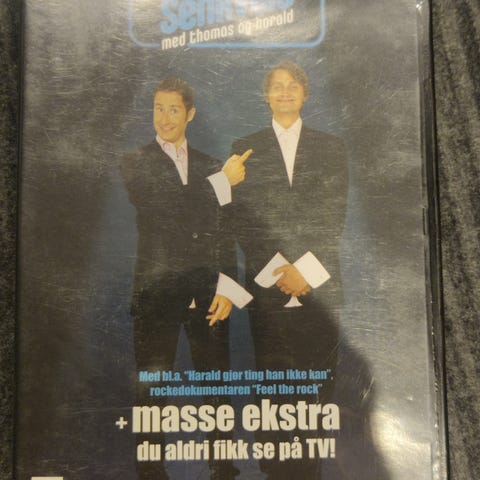 med thomas og harald
Med bl.a. "Harald gjør ting han ikke kan",
rockedokumentaren "Feel the rock"
+ masse ekstra
du aldri fikk se på TV!